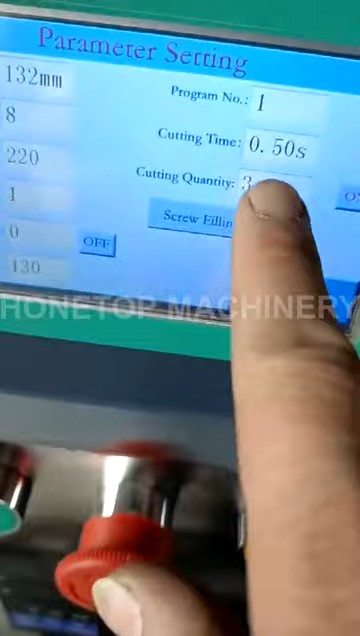 Parameter Setting
132mm
Program No.: 1
8
Cutting Time: 0.50s
220
Cutting Quantity: 3
1
Screw
0
OFF
130
HONETOP MACHINERY